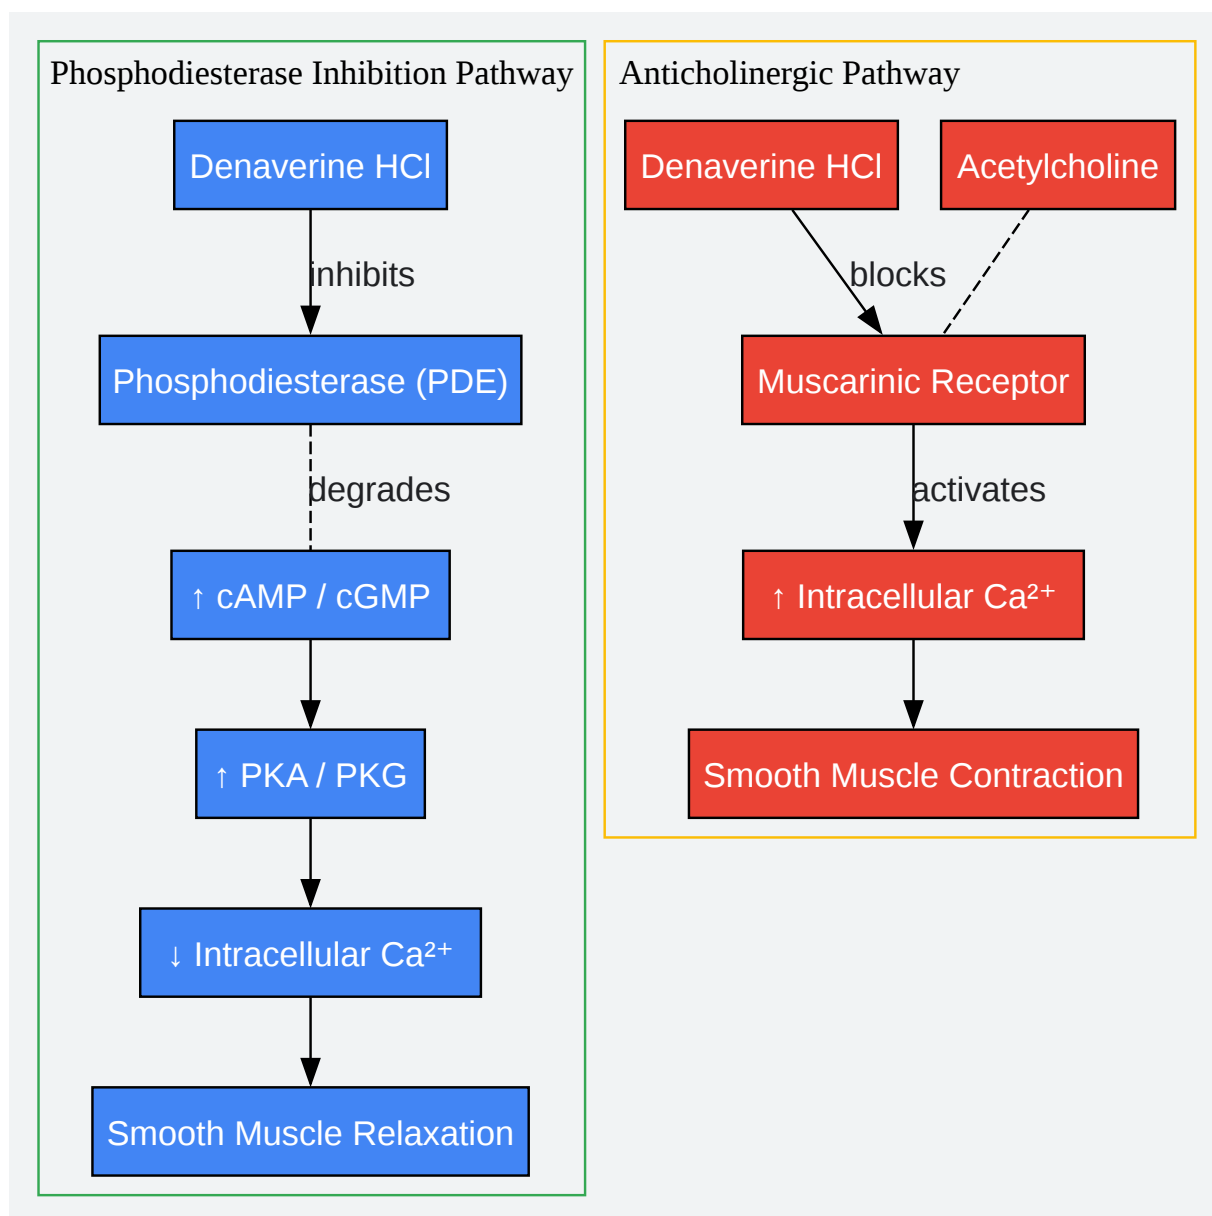 Phosphodiesterase Inhibition Pathway
Denaverine HCl
inhibits
Phosphodiesterase (PDE)
degrades
↑ cAMP / cGMP
↑ PKA / PKG
↓ Intracellular Ca²⁺
Smooth Muscle Relaxation
Anticholinergic Pathway
Denaverine HCl
Acetylcholine
blocks
Muscarinic Receptor
activates
↑ Intracellular Ca²⁺
Smooth Muscle Contraction